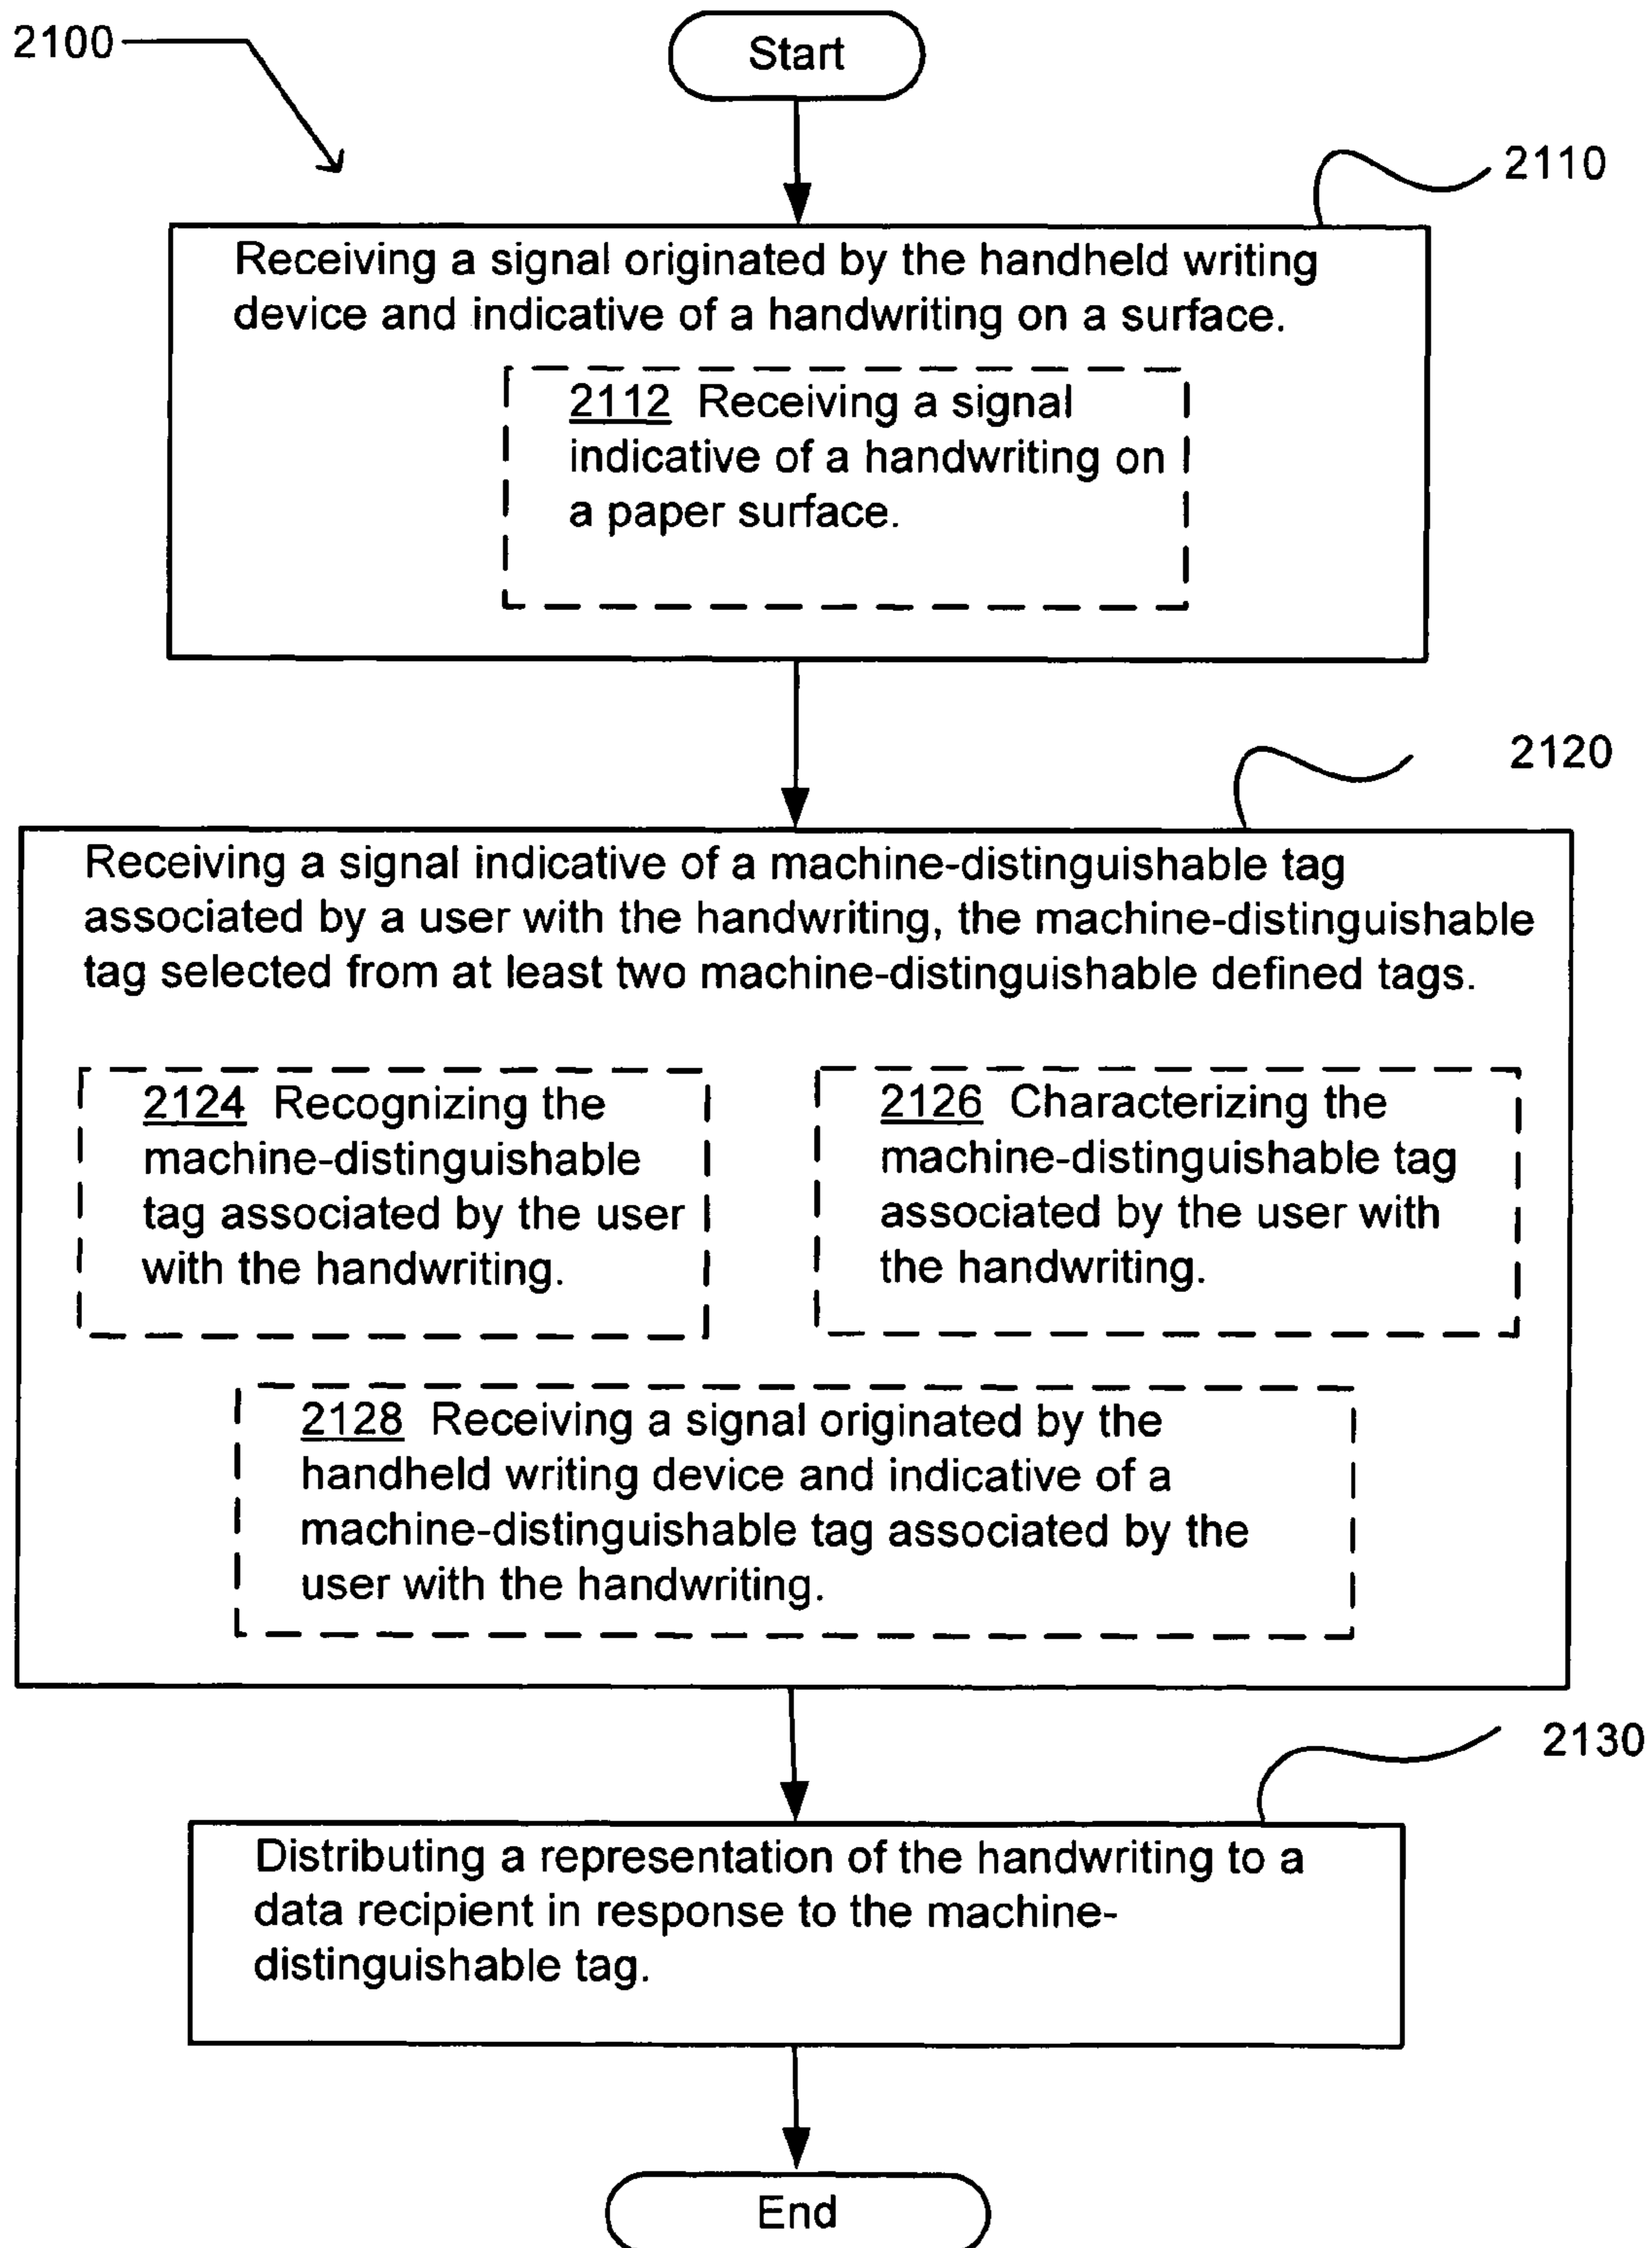 2100
Start
2110
Receiving a signal originated by the handheld writing
device and indicative of a handwriting on a surface.
2112 Receiving a signal
indicative of a handwriting on
a paper surface.
2120
Receiving a signal indicative of a machine-distinguishable tag
associated by a user with the handwriting, the machine-distinguishable
tag selected from at least two machine-distinguishable defined tags.
2124 Recognizing the
machine-distinguishable
tag associated by the user
with the handwriting.
2126 Characterizing the
machine-distinguishable tag
associated by the user with
the handwriting.
2128 Receiving a signal originated by the
handheld writing device and indicative of a
machine-distinguishable tag associated by the
user with the handwriting.
2130
Distributing a representation of the handwriting to a
data recipient in response to the machine-
distinguishable tag.
End